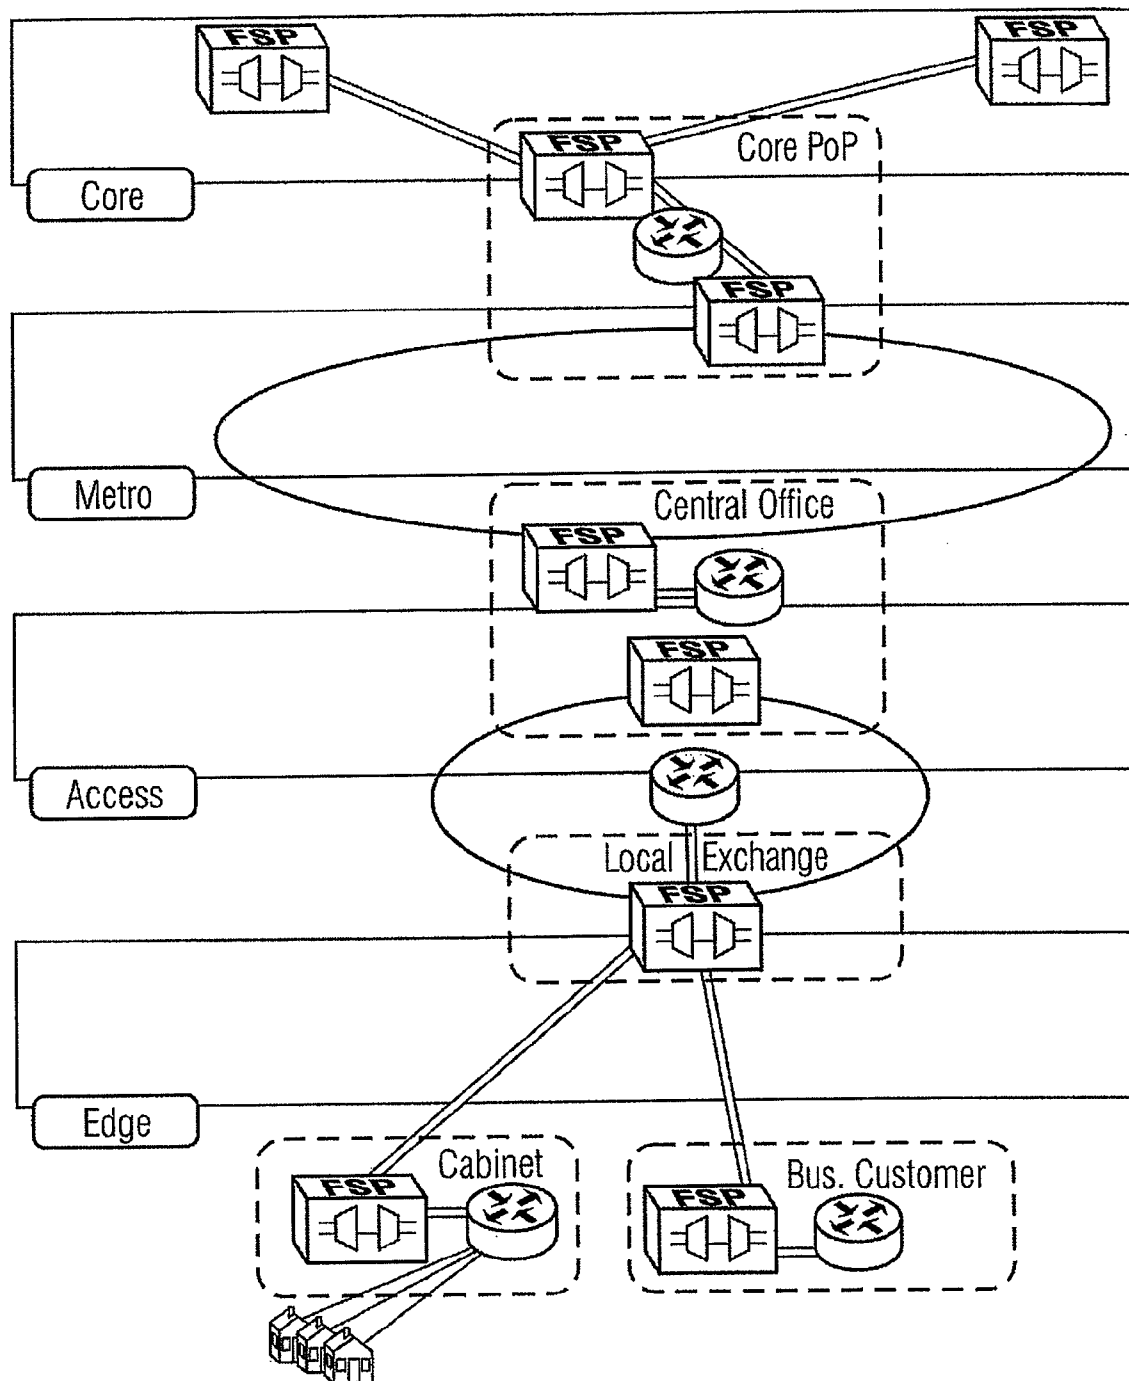 FSP
FSP
FSP
Core PoP
Core
FSP
Metro
Central Office
FSP
FSP
Access
Local Exchange
FSP
Edge
Cabinet
FSP
Bus. Customer
FSP